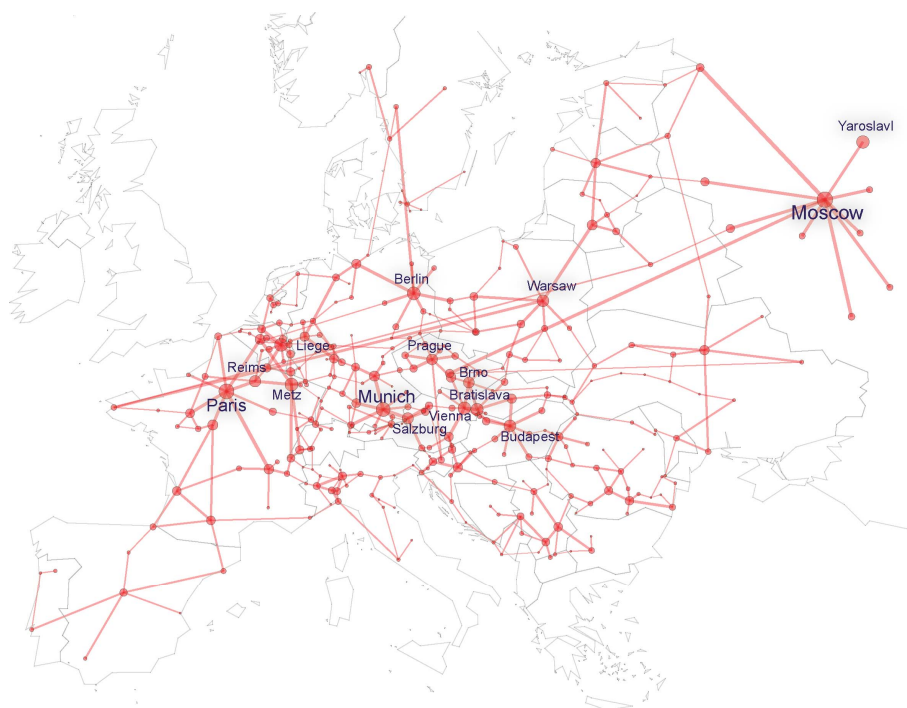 Yaroslavl
Moscow
Berlin
Warsaw
Liege
Prague
Reims
Brno
Metz
Munich
Bratislava
Paris
Vienna
Salzburg
Budapest